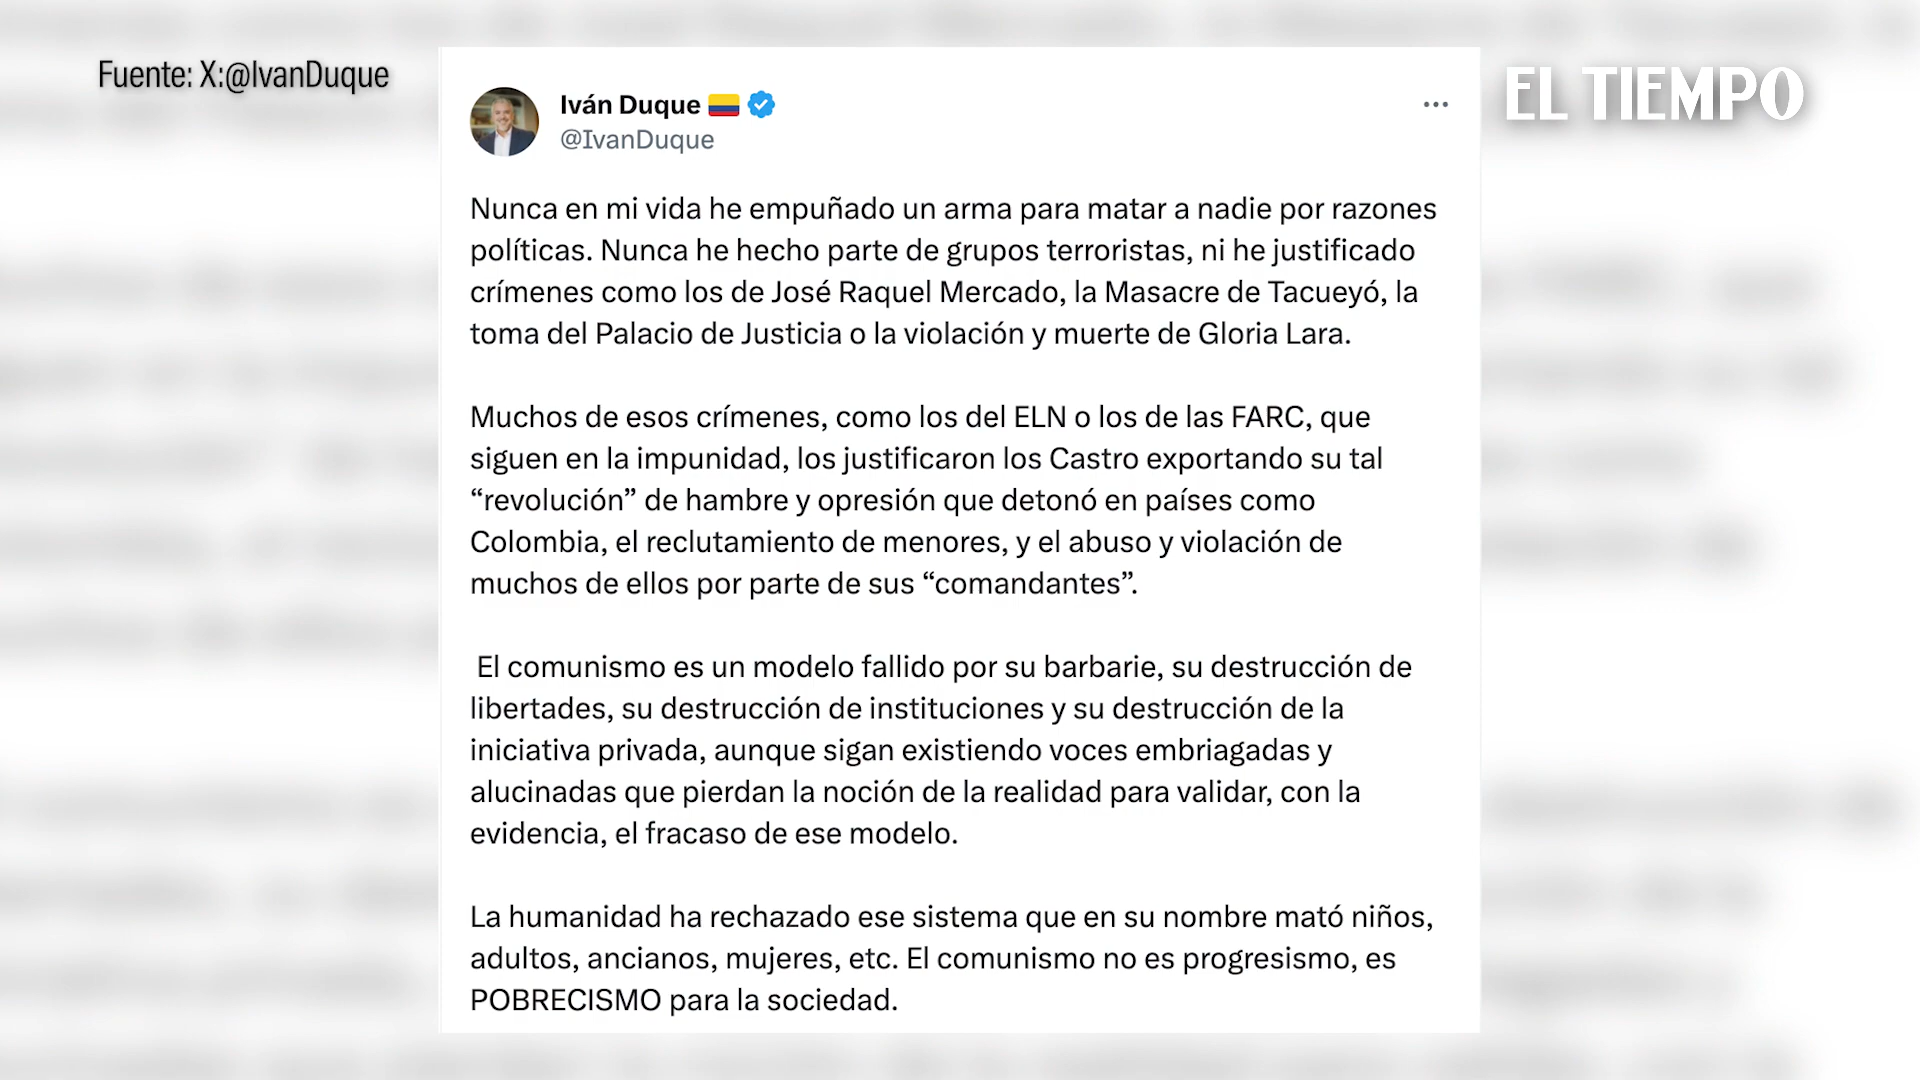 Fuente: X:@IvanDuque
EL TIEMPO
Iván Duque
@IvanDuque
Nunca en mi vida he empuñado un arma para matar a nadie por razones
políticas. Nunca he hecho parte de grupos terroristas, ni he justificado
crímenes como los de José Raquel Mercado, la Masacre de Tacueyó, la
toma del Palacio de Justicia o la violación y muerte de Gloria Lara.
Muchos de esos crímenes, como los del ELN o los de las FARC, que
siguen en la impunidad, los justificaron los Castro exportando su tal
“revolución” de hambre y opresión que detonó en países como
Colombia, el reclutamiento de menores, y el abuso y violación de
muchos de ellos por parte de sus “comandantes”.
El comunismo es un modelo fallido por su barbarie, su destrucción de
libertades, su destrucción de instituciones y su destrucción de la
iniciativa privada, aunque sigan existiendo voces embriagadas y
alucinadas que pierdan la noción de la realidad para validar, con la
evidencia, el fracaso de ese modelo.
La humanidad ha rechazado ese sistema que en su nombre mató niños,
adultos, ancianos, mujeres, etc. El comunismo no es progresismo, es
POBRECISMO para la sociedad.